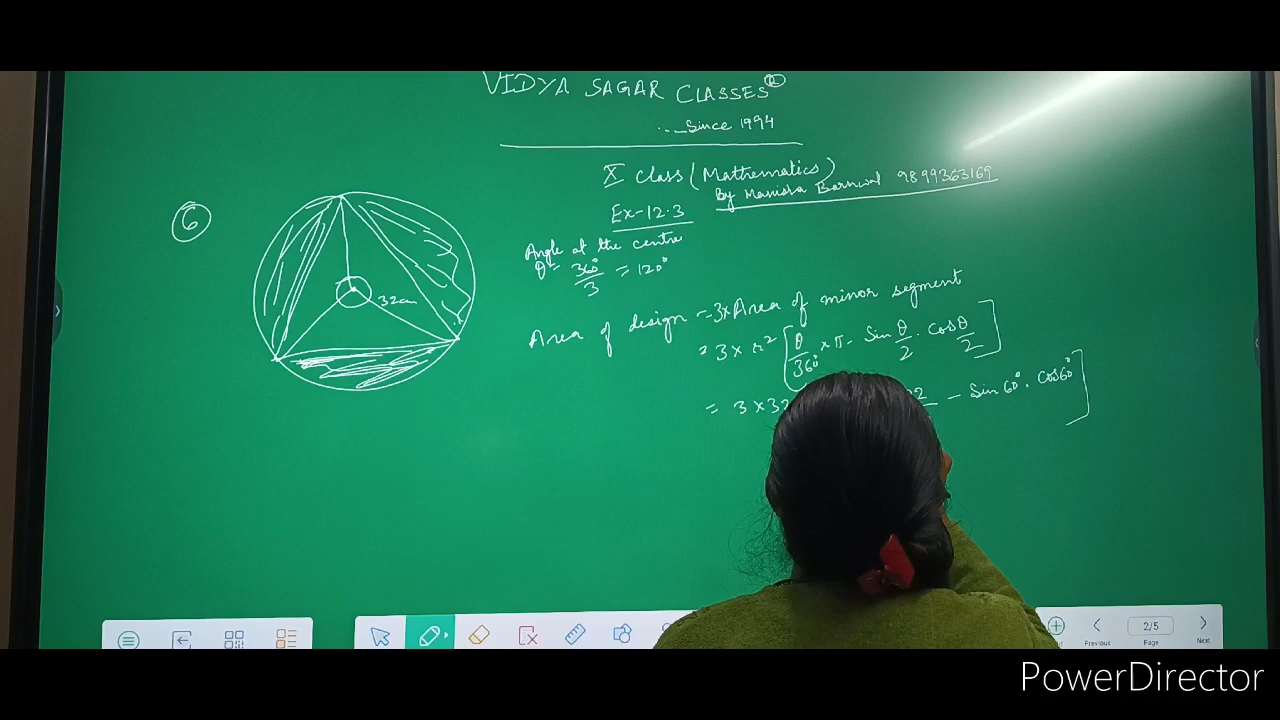 VIDYA SAGAR CLASSES R
...Since 1994
X Class (Mathematics)
By Manisha Barnwal 9899363169
Ex-12.3
6
Angle at the centre
θ = 360°/3 = 120°
32cm
Area of design = 3×Area of minor segment
= 3 × r² [θ/360° × π - Sin θ/2 . Cos θ/2]
= 3 × 32 - Sin 60° . Cos 60° ]
Previous
2/5
Page
Next
PowerDirector